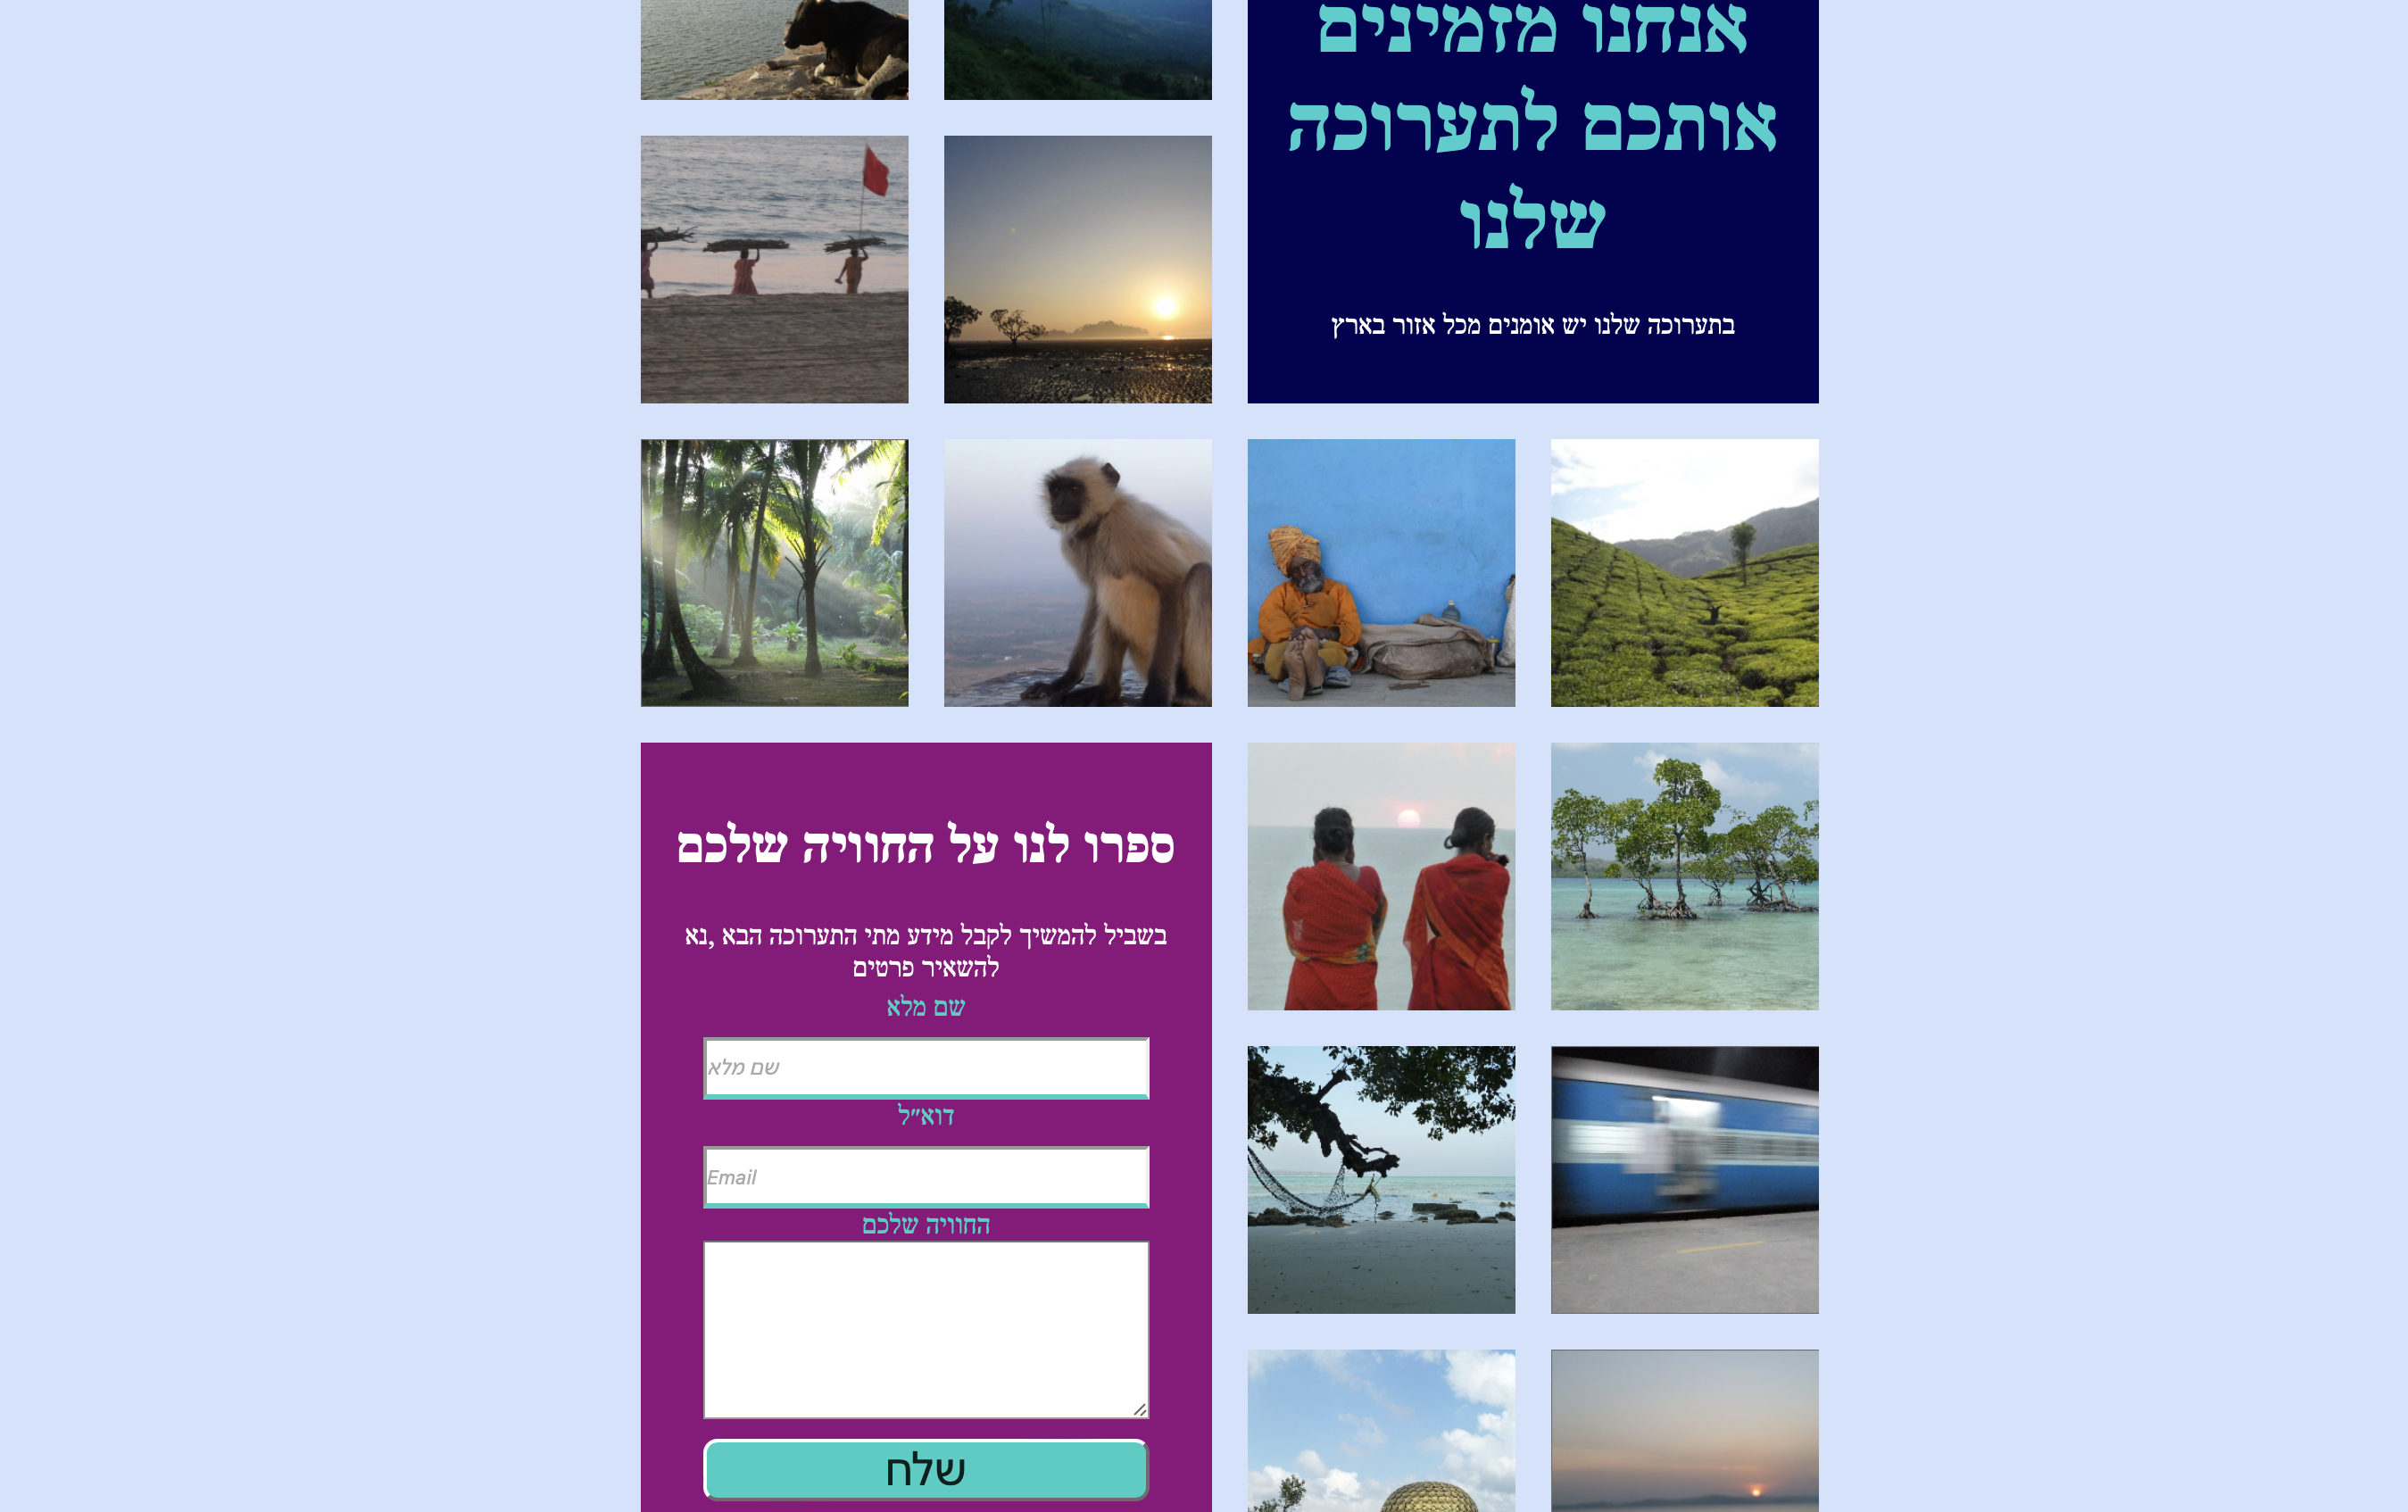 אנחנו מזמינים
אותכם לתערוכה
שלנו
בתערוכה שלנו יש אומנים מכל אזור בארץ
ספרו לנו על החוויה שלכם
בשביל להמשיך לקבל מידע מתי התערוכה הבא ,נא
להשאיר פרטים
שם מלא
שם מלא
דוא״ל
Email
החוויה שלכם
שלח